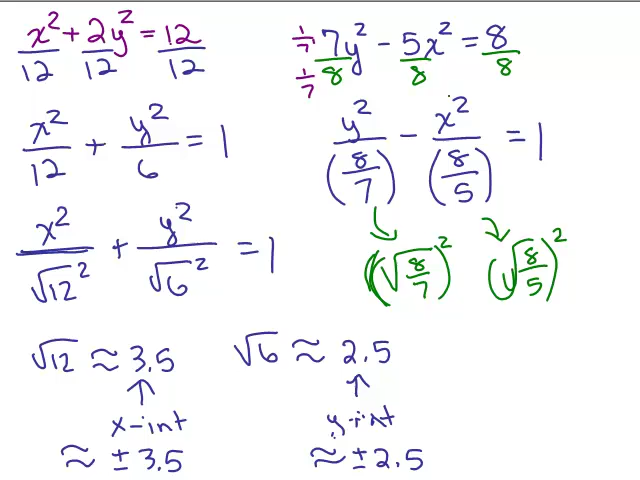 x² + 2y² = 12
12 12 12
x²/12 + y²/6 = 1
x²/√12² + y²/√6² = 1
√12 ≈ 3.5
↑
x-int
≈ ±3.5
√6 ≈ 2.5
↑
y-int
≈ ±2.5
1/7 7y² − 5x² = 8
1/7 8 8 8
y²/(8/7) − x²/(8/5) = 1
((√8/7)² (√8/5)²